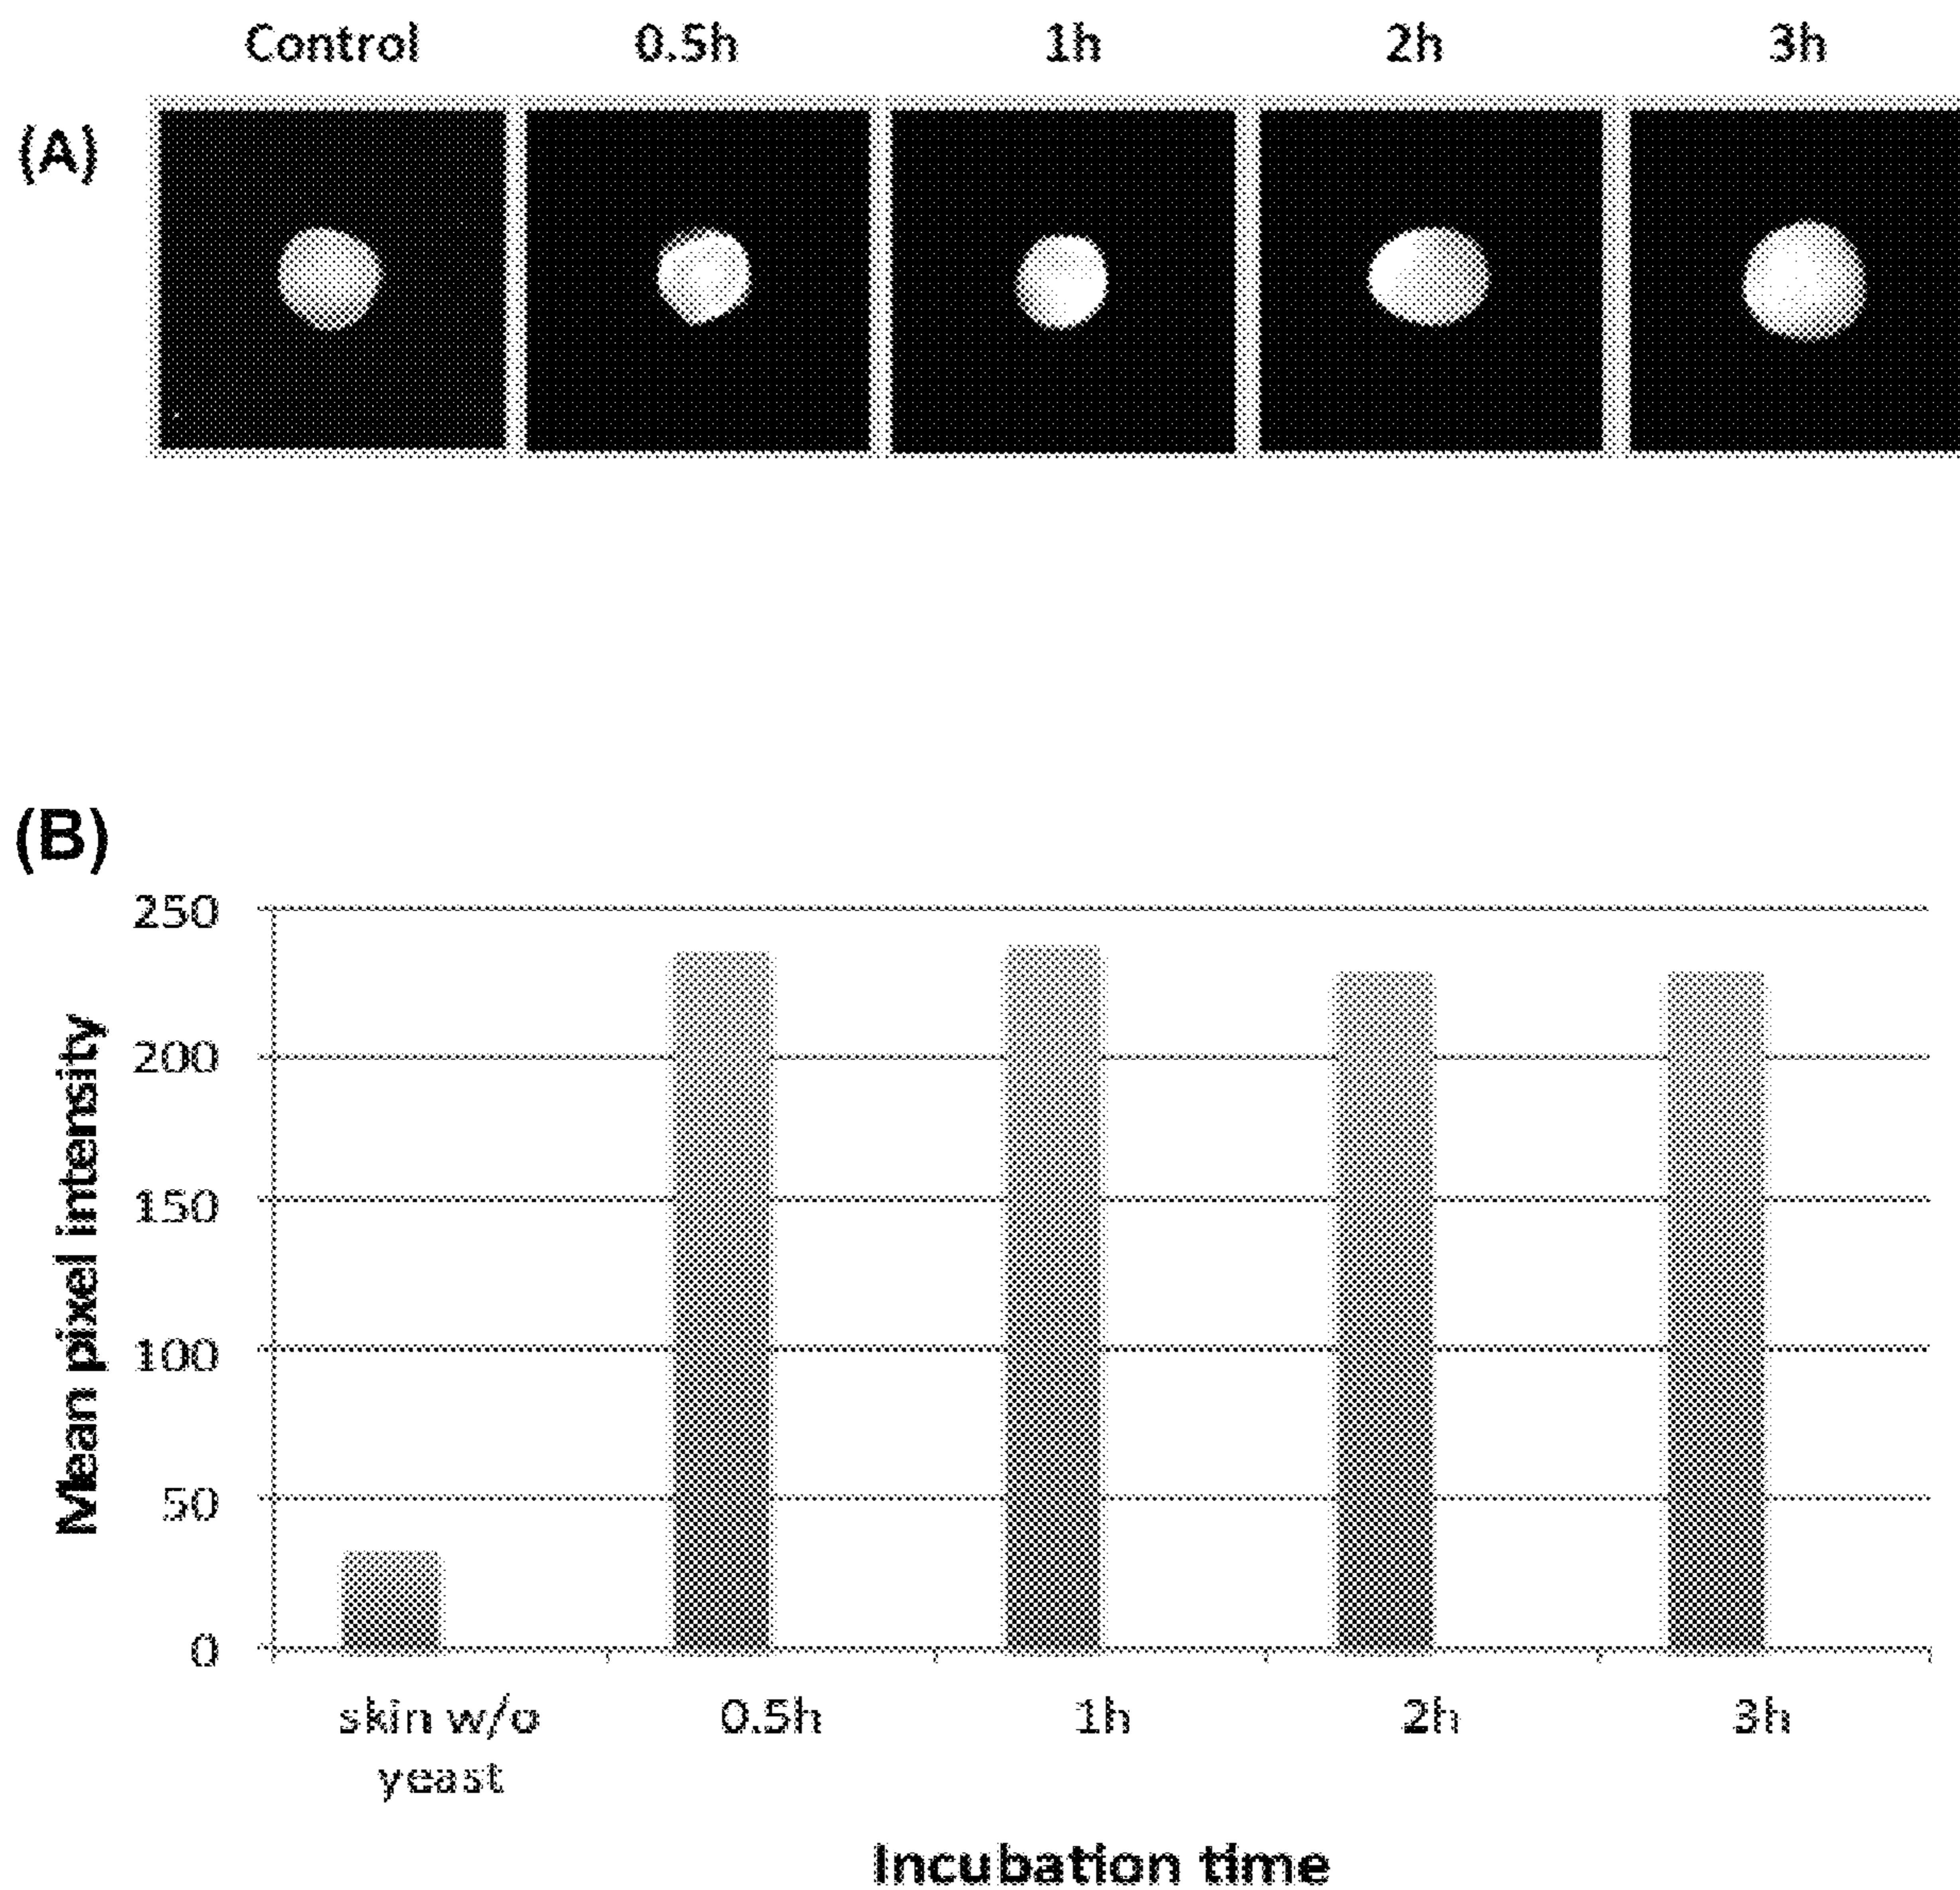 Control 0.5h 1h 2h 3h
(A)
(B)
250
200
150
100
50
0
Mean pixel intensity
skin w/o 0.5h 1h 2h 3h
yeast
Incubation time